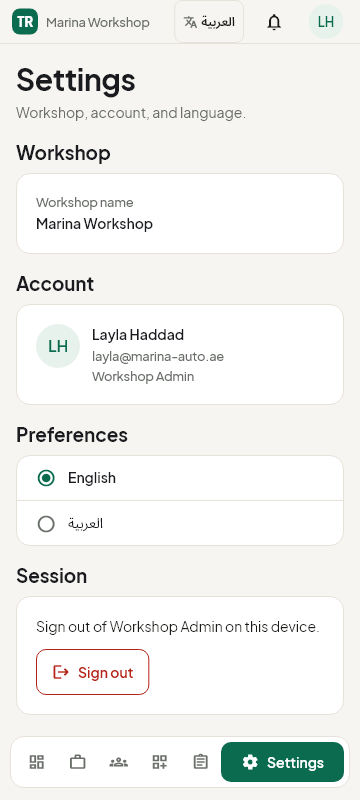 TR Marina Workshop العربية LH
Settings
Workshop, account, and language.
Workshop
Workshop name
Marina Workshop
Account
LH
Layla Haddad
layla@marina-auto.ae
Workshop Admin
Preferences
English
العربية
Session
Sign out of Workshop Admin on this device.
Sign out
Settings